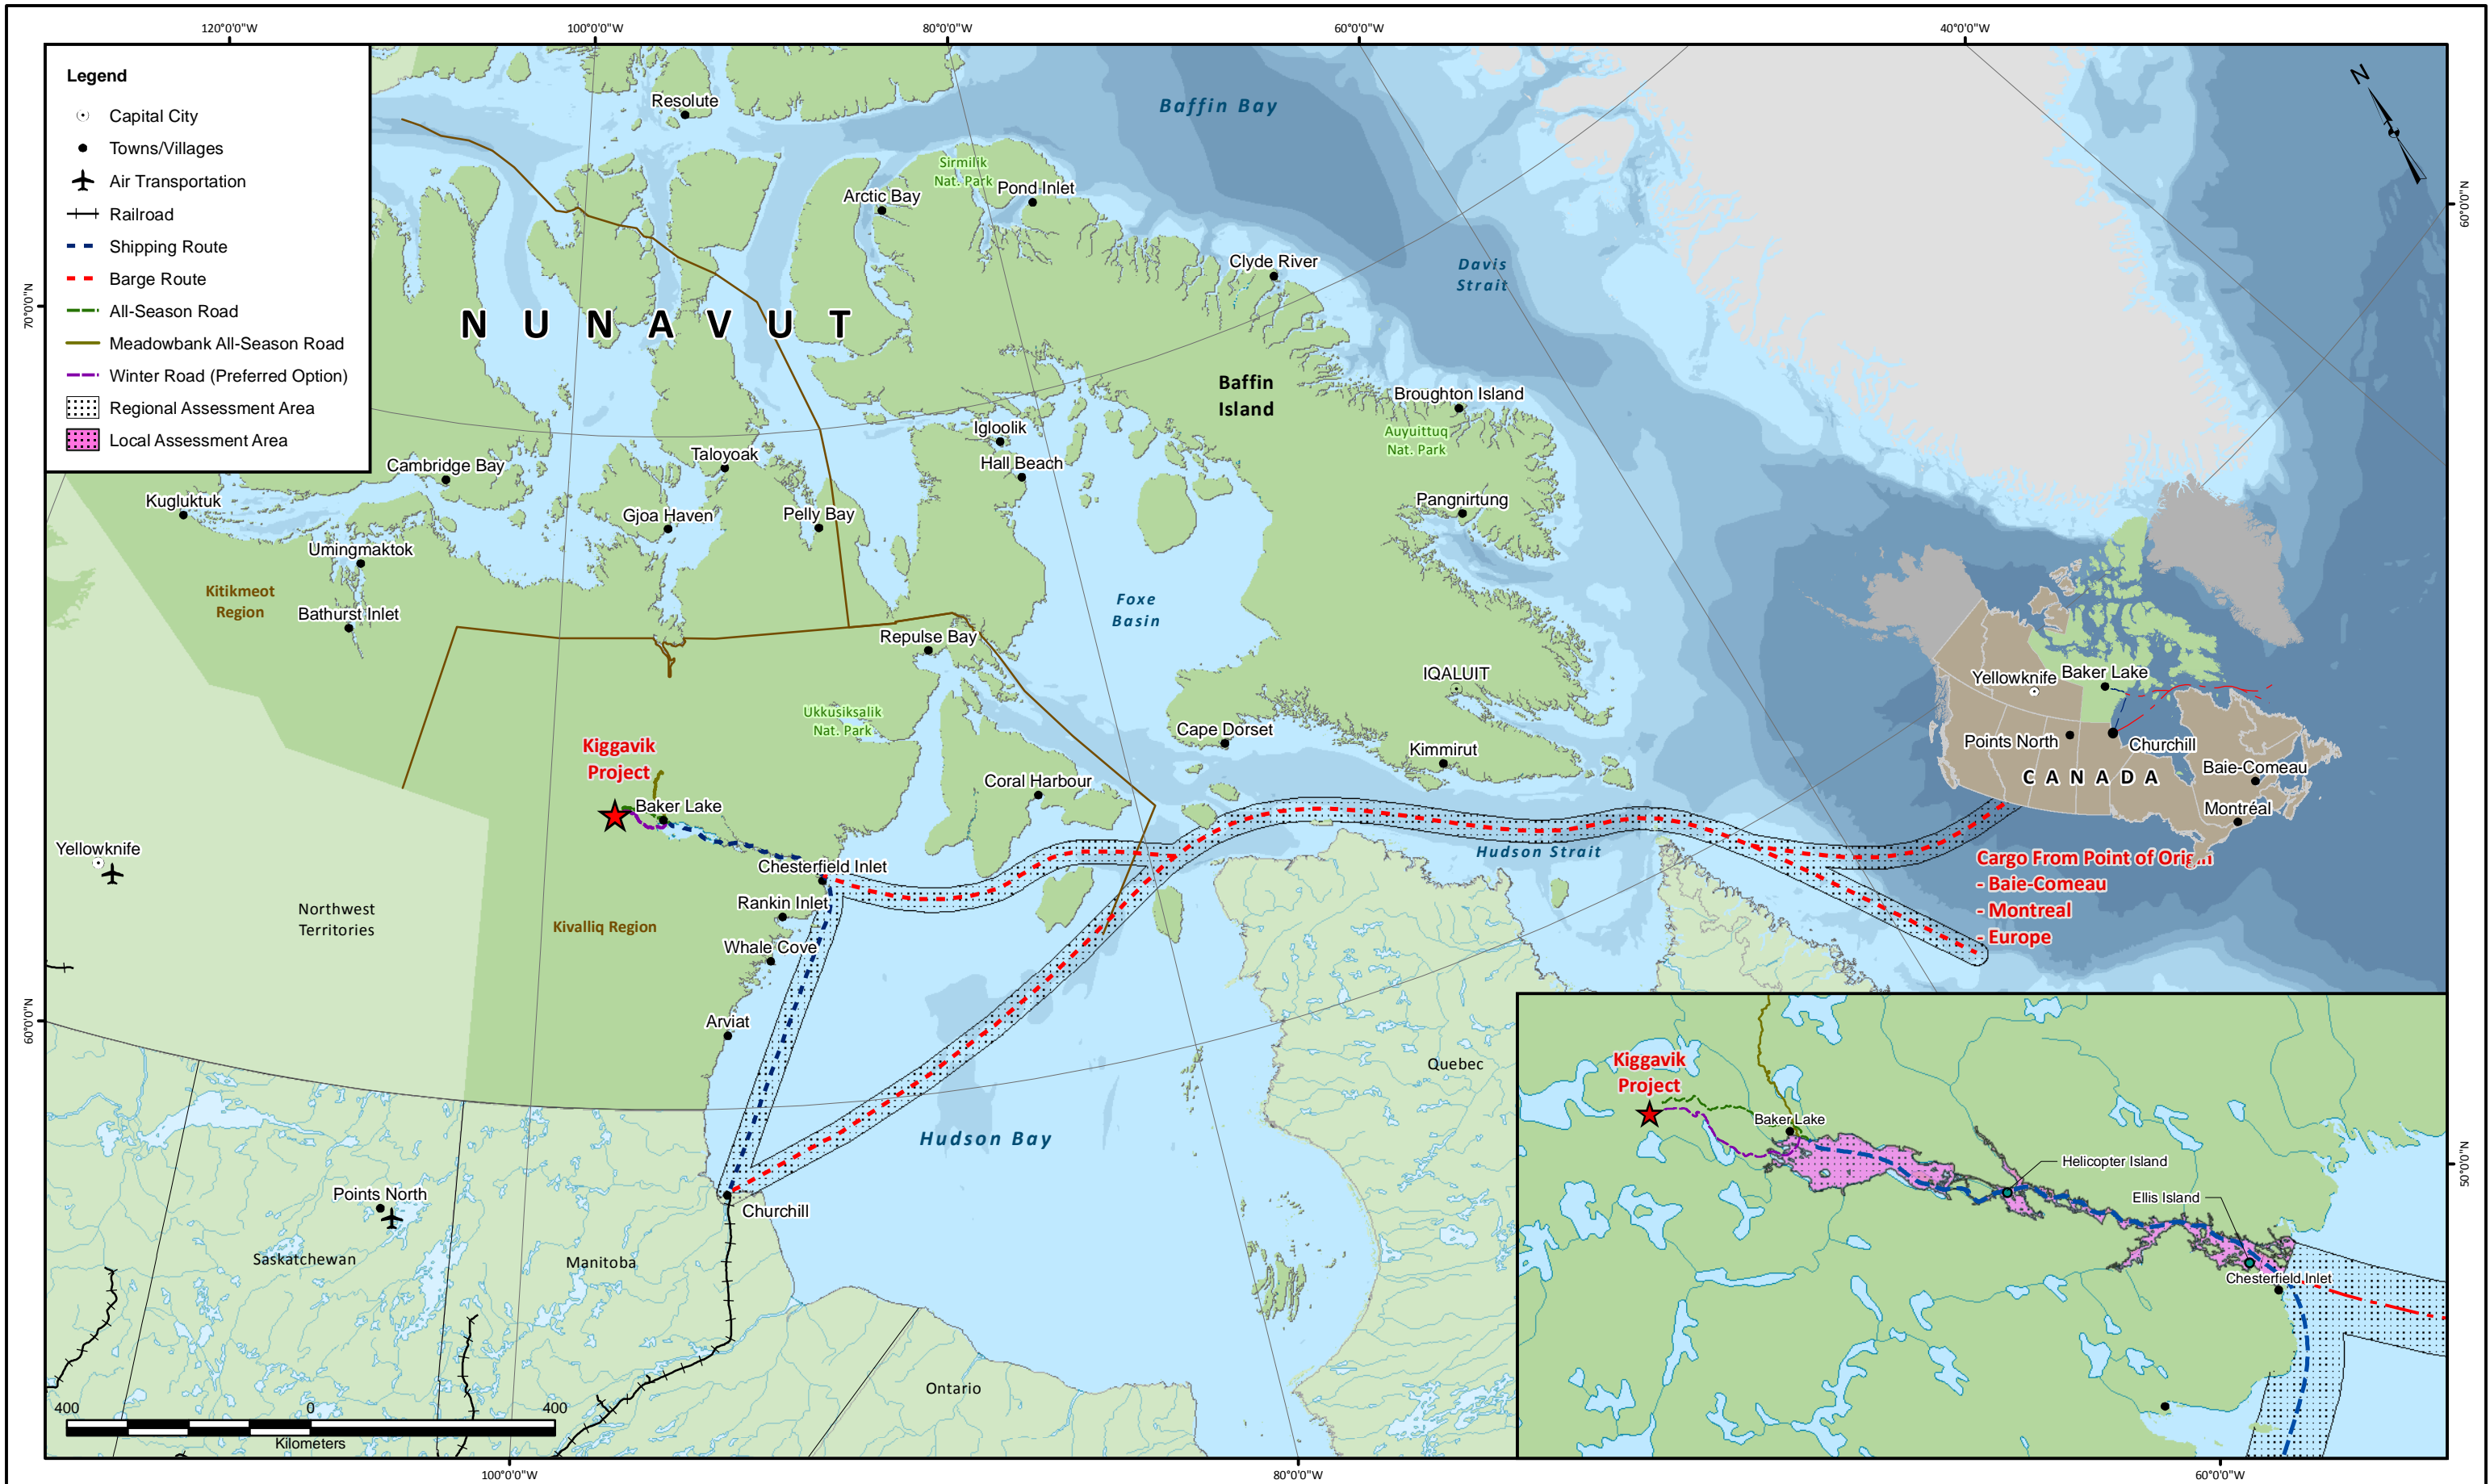 120°0'0"W
100°0'0"W
80°0'0"W
60°0'0"W
40°0'0"W
Legend
Capital City
Towns/Villages
Air Transportation
Railroad
Shipping Route
Barge Route
All-Season Road
Meadowbank All-Season Road
Winter Road (Preferred Option)
Regional Assessment Area
Local Assessment Area
N
60°0'0"N
70°0'0"N
60°0'0"N
50°0'0"N
Resolute
Baffin Bay
Sirmilik
Nat. Park
Pond Inlet
Arctic Bay
Clyde River
Davis
Strait
NUNAVUT
Baffin
Island
Broughton Island
Auyuittuq
Nat. Park
Igloolik
Hall Beach
Taloyoak
Cambridge Bay
Kugluktuk
Gjoa Haven
Pelly Bay
Pangnirtung
Umingmaktok
Kitikmeot
Region
Bathurst Inlet
Foxe
Basin
Repulse Bay
IQALUIT
Ukkusiksalik
Nat. Park
Cape Dorset
Kimmirut
Kiggavik
Project
Coral Harbour
Baker Lake
Yellowknife
Chesterfield Inlet
Hudson Strait
Rankin Inlet
Northwest
Territories
Kivalliq Region
Whale Cove
Arviat
Quebec
Hudson Bay
Points North
Churchill
Saskatchewan
Manitoba
Ontario
400
0
400
Kilometers
Yellowknife
Baker Lake
Points North
Churchill
CANADA
Baie-Comeau
Montréal
Cargo From Point of Origin
- Baie-Comeau
- Montreal
- Europe
Kiggavik
Project
Baker Lake
Helicopter Island
Ellis Island
Chesterfield Inlet
100°0'0"W
80°0'0"W
60°0'0"W